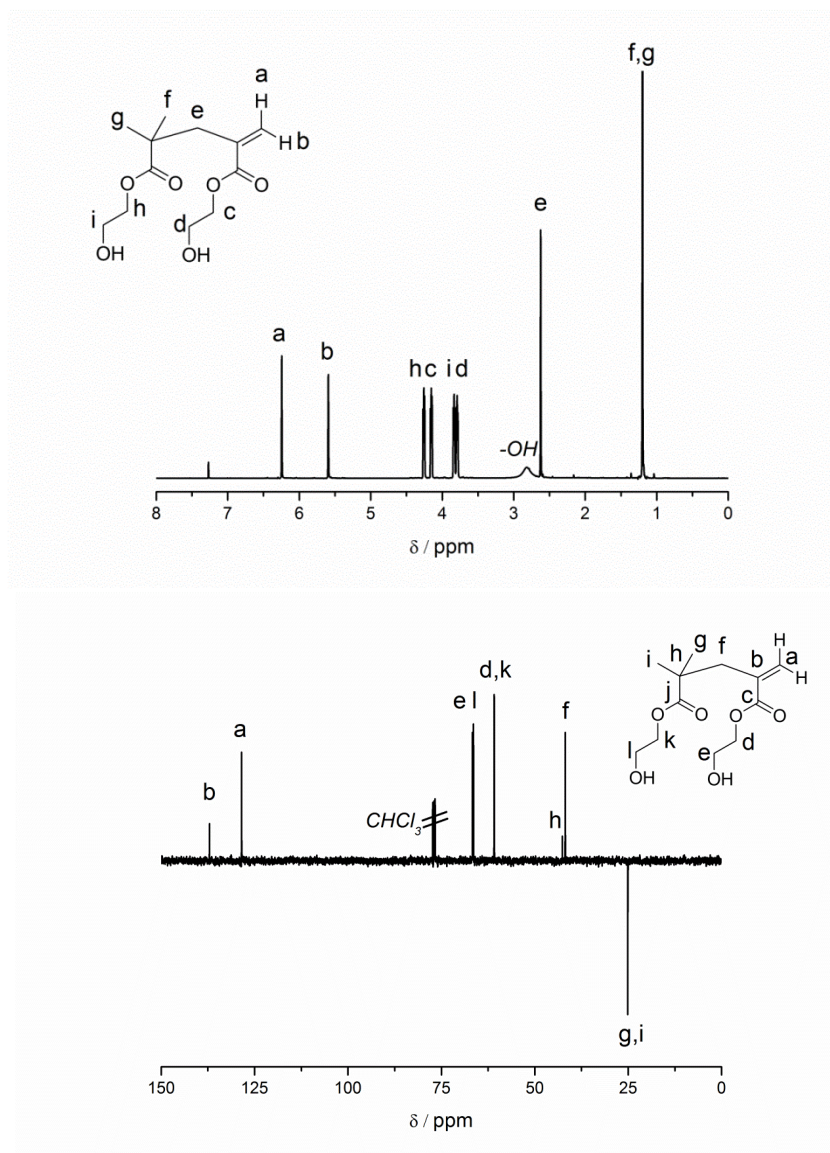 f,g
a
f
e
H
g
H b
O
O
O
O
i
h
d
c
OH
OH
e
a
b
h c i d
-OH
8 7 6 5 4 3 2 1 0
δ / ppm
H
g
f
h
b
a
i
H
j
c
O
O
O
O
l
k
e
d
OH
OH
d,k
e l
f
a
b
CHCl3
h
g,i
150 125 100 75 50 25 0
δ / ppm